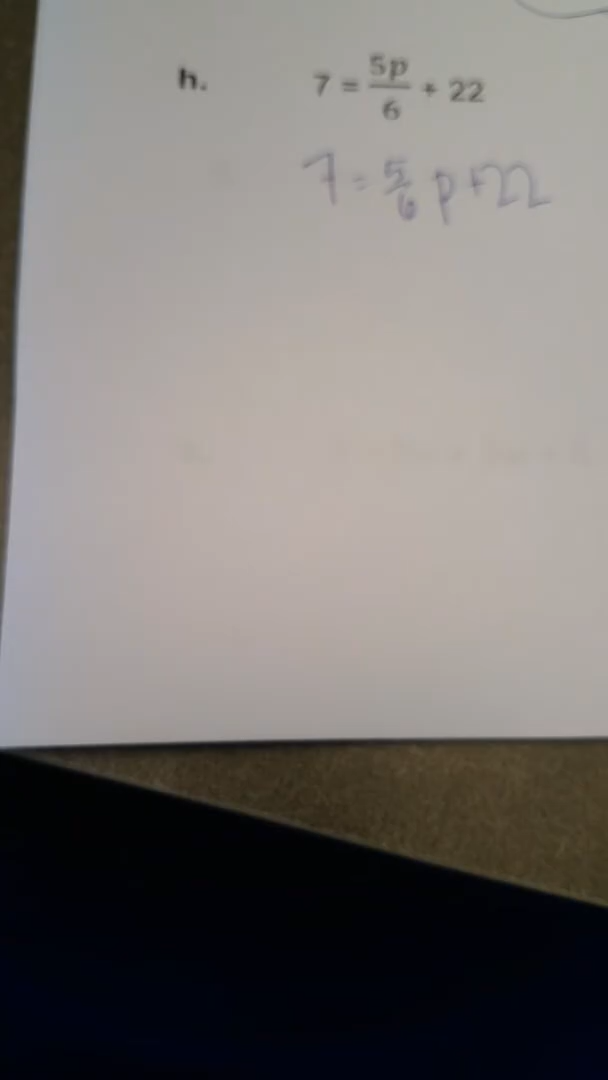 h. 7 = 5p/6 + 22
7 = 5/6 p + 22